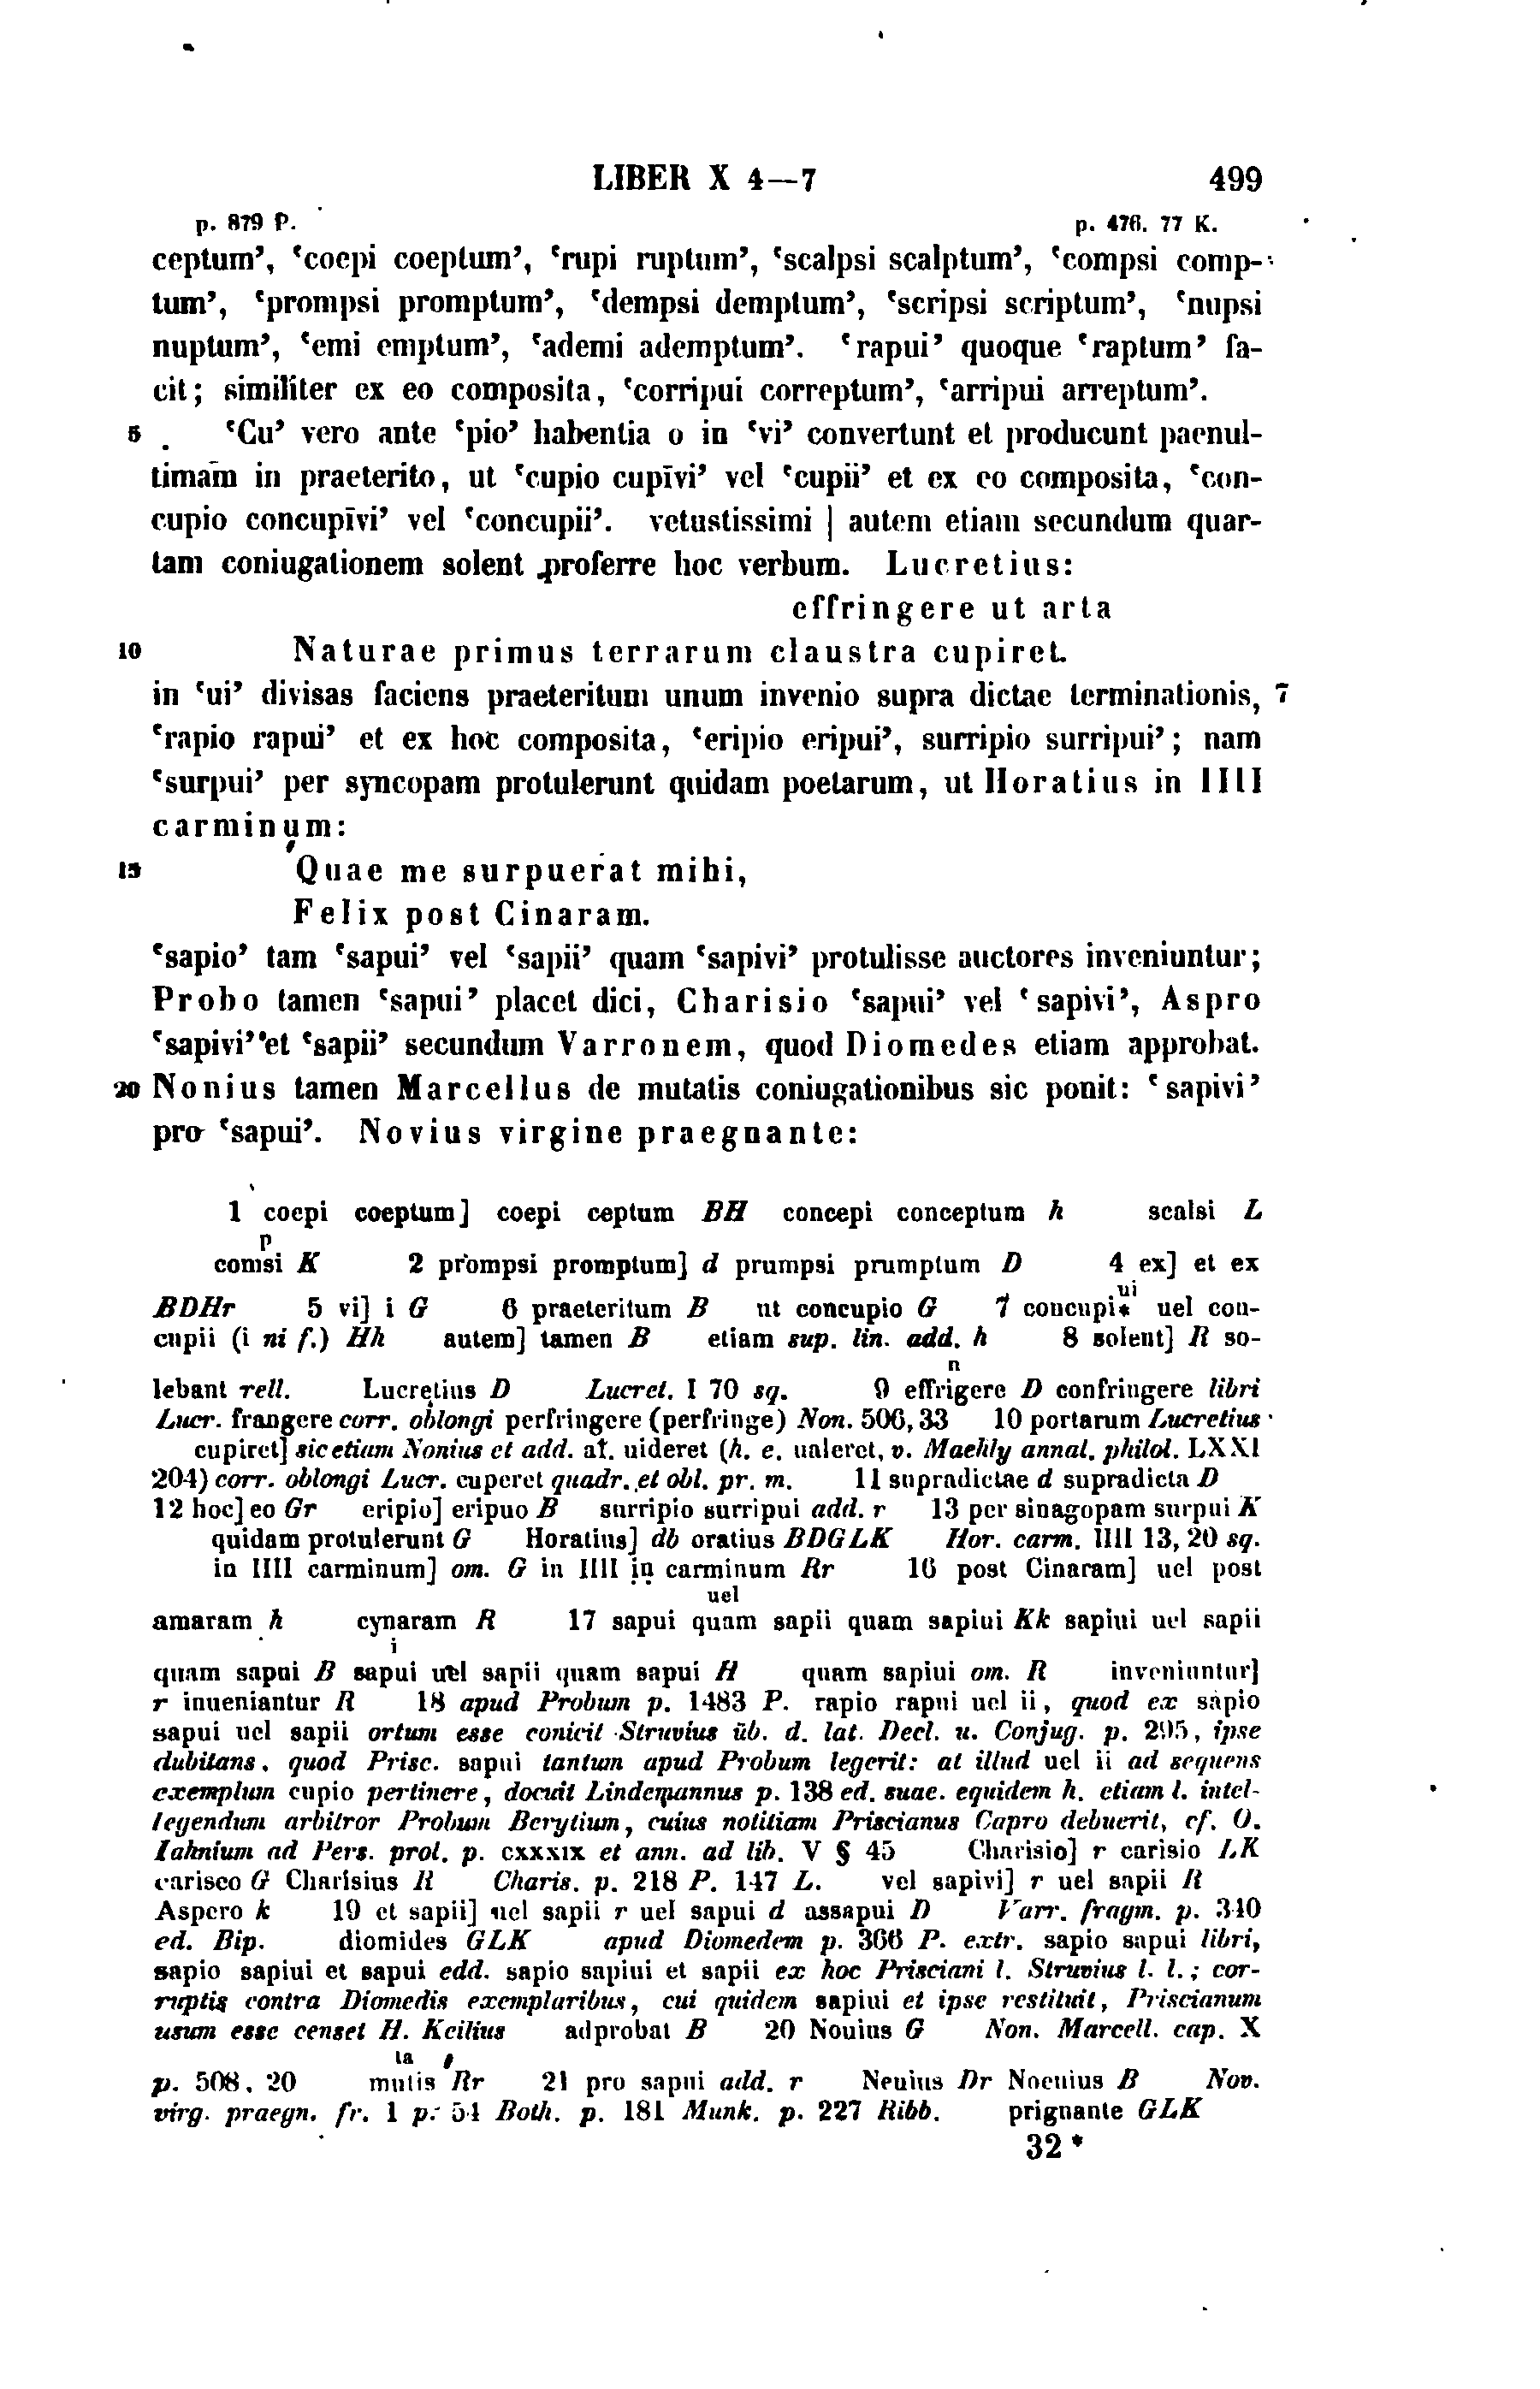 LIBER X 4—7 499
p. 879 P. p. 476. 77 K.
ceptum’, ‘coepi coeptum’, ‘rupi ruptum’, ‘scalpsi scalptum’, ‘compsi comp-
tum’, ‘prompsi promptum’, ‘dempsi demptum’, ‘scripsi scriptum’, ‘nupsi
nuptum’, ‘emi emptum’, ‘ademi ademptum’. ‘rapui’ quoque ‘raptum’ fa-
cit; similiter ex eo composita, ‘corripui correptum’, ‘arripui arreptum’.
5 ‘Cu’ vero ante ‘pio’ habentia o in ‘vi’ convertunt et producunt paenul-
timam in praeterito, ut ‘cupio cupīvi’ vel ‘cupii’ et ex eo composita, ‘con-
cupio concupīvi’ vel ‘concupii’. vetustissimi | autem etiam secundum quar-
tam coniugationem solent proferre hoc verbum. Lucretius:
effringere ut arta
10 Naturae primus terrarum claustra cupiret.
in ‘ui’ divisas faciens praeteritum unum invenio supra dictae terminationis, 7
‘rapio rapui’ et ex hoc composita, ‘eripio eripui’, surripio surripui’; nam
‘surpui’ per syncopam protulerunt quidam poetarum, ut Horatius in IIII
carminum:
15 Quae me surpuerat mihi,
Felix post Cinaram.
‘sapio’ tam ‘sapui’ vel ‘sapii’ quam ‘sapivi’ protulisse auctores inveniuntur;
Probo tamen ‘sapui’ placet dici, Charisio ‘sapui’ vel ‘sapivi’, Aspro
‘sapivi’ et ‘sapii’ secundum Varronem, quod Diomedes etiam approbat.
20 Nonius tamen Marcellus de mutatis coniugationibus sic ponit: ‘sapivi’
pro ‘sapui’. Novius virgine praegnante:
1 coepi coeptum] coepi ceptum BH concepi conceptum h scalsi L
p
comsi K 2 prompsi promptum] d prumpsi prumptum D 4 ex] et ex
ui
BDHr 5 vi] i G 6 praeteritum B ut concupio G 7 concupi* uel con-
cupii (i ni f.) Hh autem] tamen B etiam sup. lin. add. h 8 solent] R so-
n
lebant rell. Lucretius D Lucret. I 70 sq. 9 effrigere D confringere libri
Lucr. frangere corr. oblongi perfringere (perfringe) Non. 506, 33 10 portarum Lucretius
cupiret] sic etiam Nonius et add. at. uideret (h. e. ualeret, v. Maehly annal. philol. LXXI
204) corr. oblongi Lucr. cuperet quadr. et obl. pr. m. 11 supradictae d supradicta D
12 hoc] eo Gr eripio] eripuo B surripio surripui add. r 13 per sinagopam surpui K
quidam protulerunt G Horatius] db oratius BDGLK Hor. carm. IIII 13, 20 sq.
in IIII carminum] om. G in IIII in carminum Rr 16 post Cinaram] uel post
uel
amaram h cynaram R 17 sapui quam sapii quam sapiui Kk sapiui uel sapii
i
quam sapui B sapui uel sapii quam sapui H quam sapiui om. R inveniuntur]
r inueniantur R 18 apud Probum p. 1483 P. rapio rapui uel ii, quod ex sapio
sapui uel sapii ortum esse conicit Struvius üb. d. lat. Decl. u. Conjug. p. 295, ipse
dubitans, quod Prisc. sapui tantum apud Probum legerit: at illud uel ii ad sequens
exemplum cupio pertinere, docuit Lindemannus p. 138 ed. suae. equidem h. etiam l. intel-
legendum arbitror Probum Berytium, cuius notitiam Priscianus Capro debuerit, cf. O.
Iahnium ad Pers. prol. p. CXXXIX et ann. ad lib. V § 45 Charisio] r carisio LK
carisco G Charisius R Charis. p. 218 P. 147 L. vel sapivi] r uel sapii R
Aspero k 19 et sapii] uel sapii r uel sapui d assapui D Varr. fragm. p. 340
ed. Bip. diomides GLK apud Diomedem p. 366 P. extr. sapio sapui libri,
sapio sapiui et sapui edd. sapio sapiui et sapii ex hoc Prisciani l. Struvius l. l.; cor-
ruptis contra Diomedis exemplaribus, cui quidem sapiui et ipse restituit, Priscianum
usum esse censet H. Keilius adprobat B 20 Nouius G Non. Marcell. cap. X
ta
p. 508, 20 mutis Rr 21 pro sapui add. r Neuius Dr Noeuius B Nov.
virg. praegn. fr. 1 p. 54 Both. p. 181 Munk. p. 227 Ribb. prignante GLK
32*